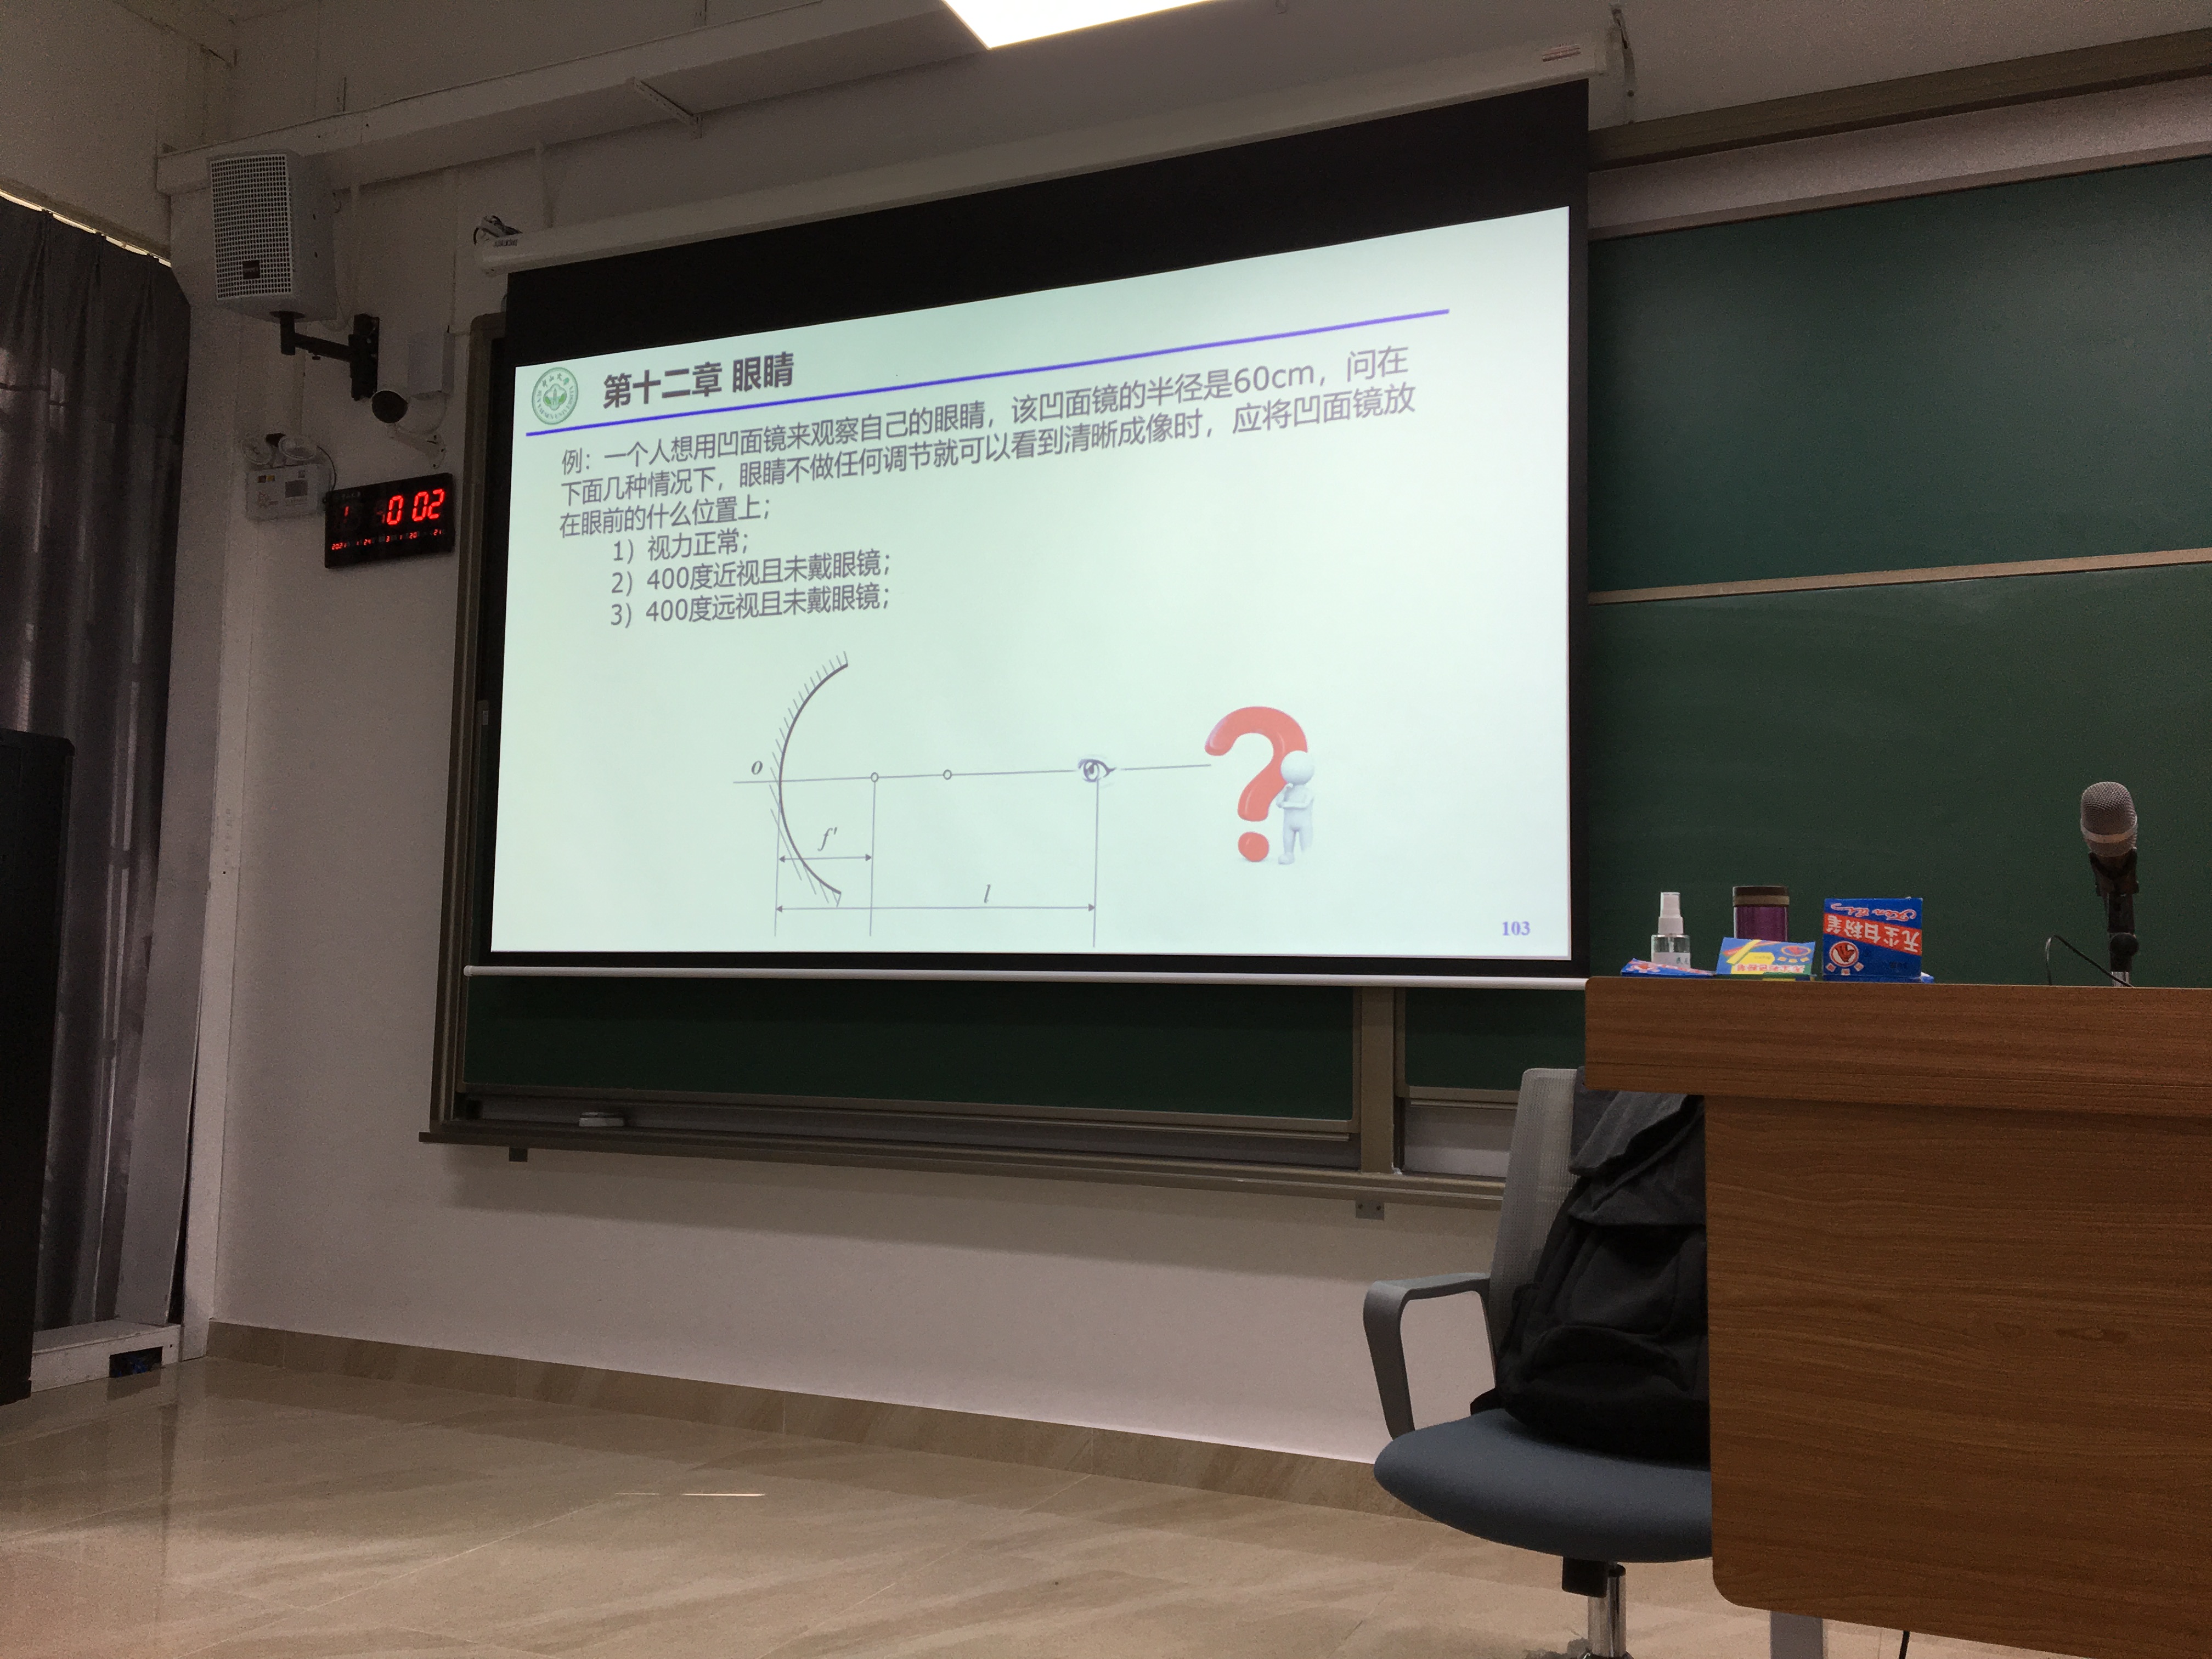 第十二章 眼睛
例：一个人想用凹面镜来观察自己的眼睛，该凹面镜的半径是60cm，问在
下面几种情况下，眼睛不做任何调节就可以看到清晰成像时，应将凹面镜放
在眼前的什么位置上；
1）视力正常；
2）400度近视且未戴眼镜；
3）400度远视且未戴眼镜；
o
f'
l
103
0 02
无尘白粉笔